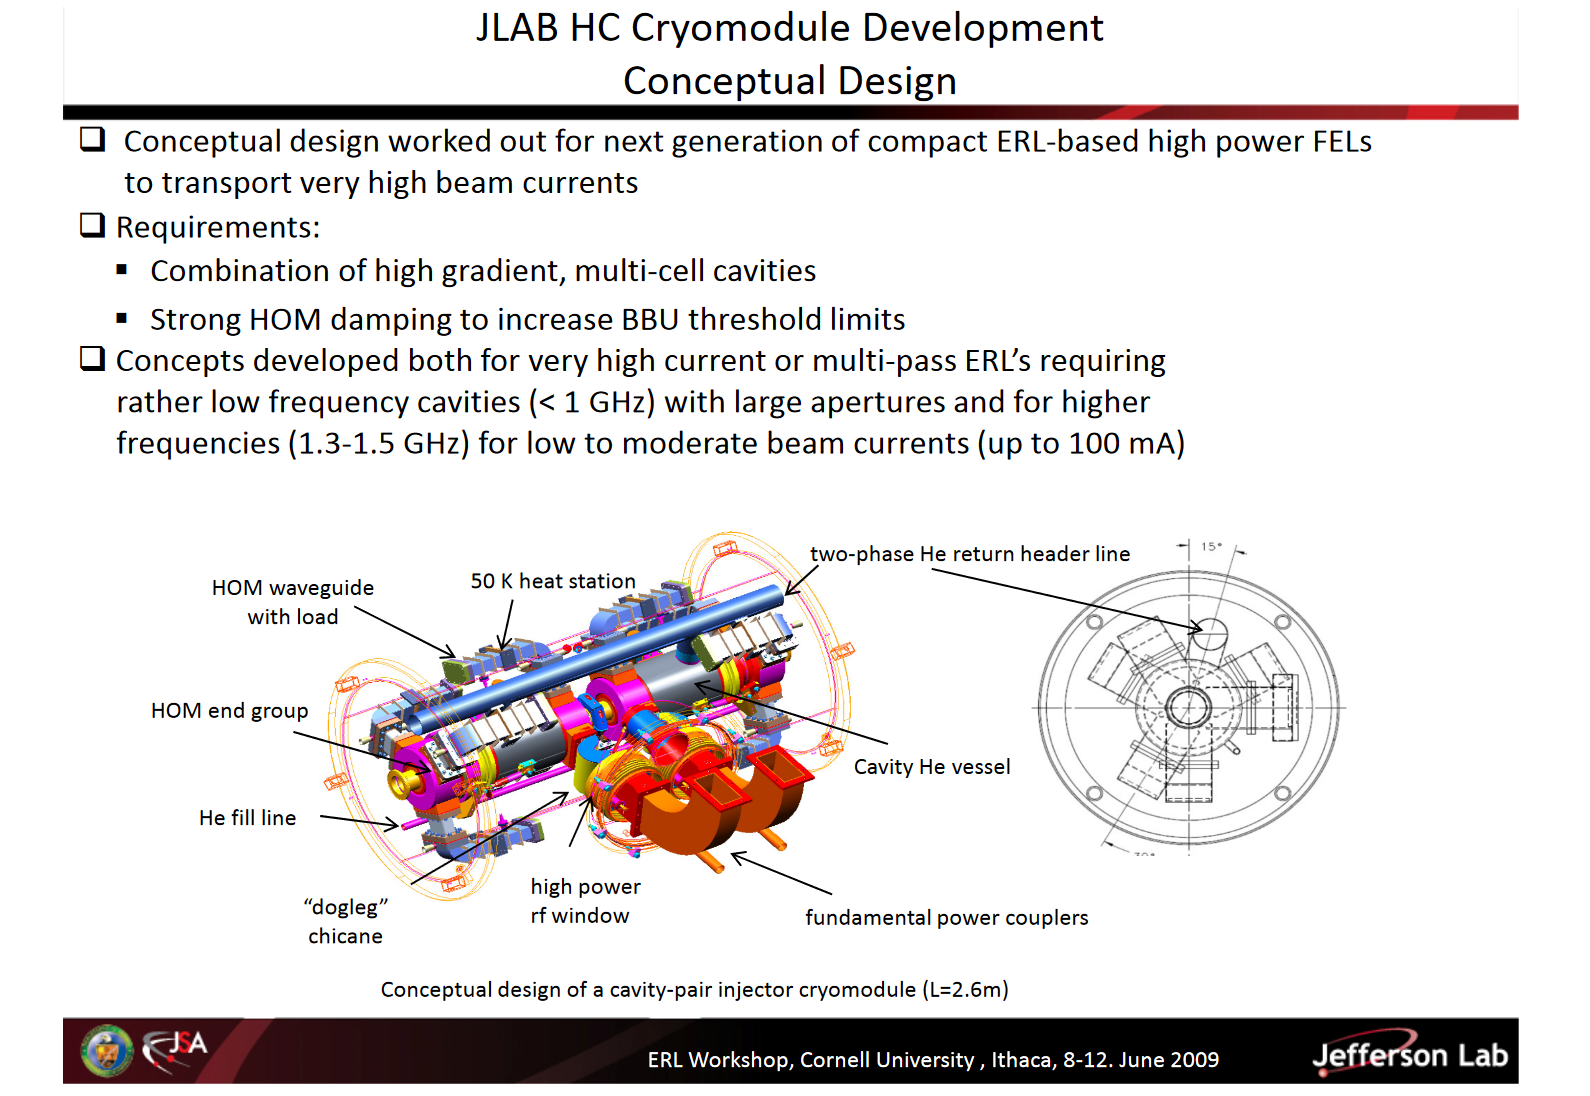 JLAB HC Cryomodule Development
Conceptual Design
Conceptual design worked out for next generation of compact ERL-based high power FELs
to transport very high beam currents
Requirements:
Combination of high gradient, multi-cell cavities
Strong HOM damping to increase BBU threshold limits
Concepts developed both for very high current or multi-pass ERL’s requiring
rather low frequency cavities (< 1 GHz) with large apertures and for higher
frequencies (1.3-1.5 GHz) for low to moderate beam currents (up to 100 mA)
two-phase He return header line
15°
50 K heat station
HOM waveguide
with load
HOM end group
Cavity He vessel
He fill line
30°
high power
rf window
“dogleg”
chicane
fundamental power couplers
Conceptual design of a cavity-pair injector cryomodule (L=2.6m)
JSA
ERL Workshop, Cornell University , Ithaca, 8-12. June 2009
Jefferson Lab